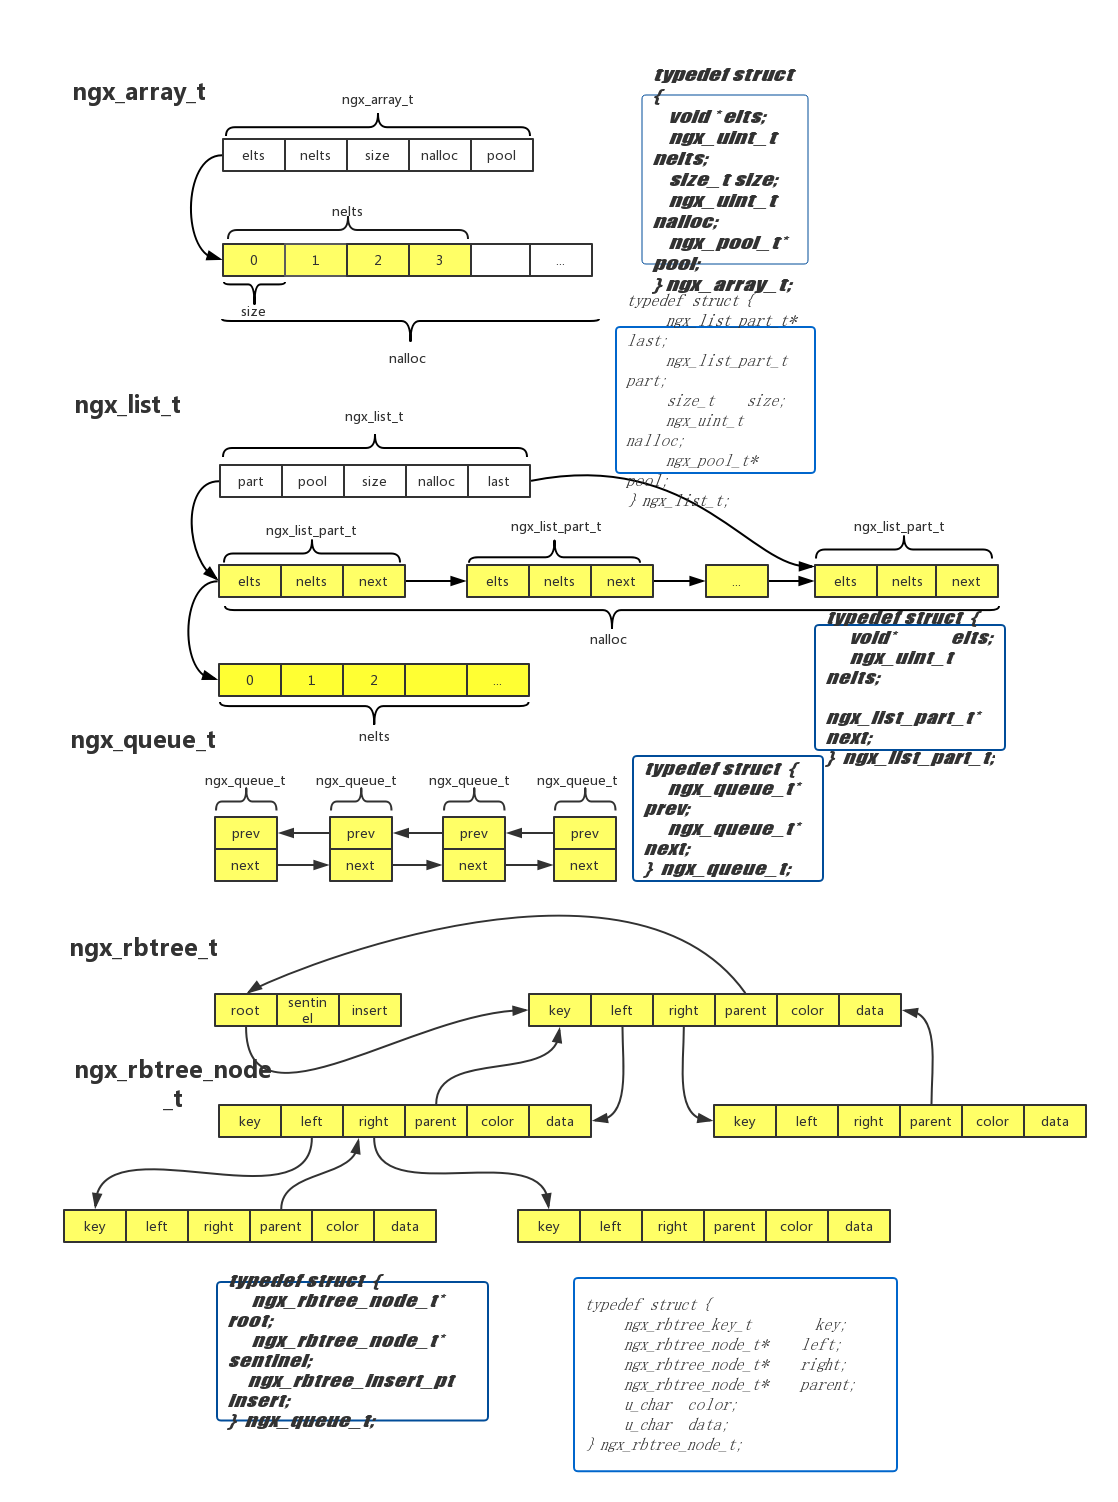 ngx_array_t
ngx_array_t
elts nelts size nalloc pool
nelts
0 1 2 3 ...
size
nalloc
typedef struct
{
void *elts;
ngx_uint_t
nelts;
size_t size;
ngx_uint_t
nalloc;
ngx_pool_t*
pool;
} ngx_array_t;
typedef struct {
ngx_list_part_t*
last;
ngx_list_part_t
part;
size_t size;
ngx_uint_t
nalloc;
ngx_pool_t*
pool;
} ngx_list_t;
ngx_list_t
ngx_list_t
part pool size nalloc last
ngx_list_part_t ngx_list_part_t ngx_list_part_t
elts nelts next elts nelts next ... elts nelts next
nalloc
0 1 2 ...
nelts
typedef struct {
void* elts;
ngx_uint_t
nelts;
ngx_list_part_t*
next;
} ngx_list_part_t;
ngx_queue_t
ngx_queue_t ngx_queue_t ngx_queue_t ngx_queue_t
prev prev prev prev
next next next next
typedef struct {
ngx_queue_t*
prev;
ngx_queue_t*
next;
} ngx_queue_t;
ngx_rbtree_t
root sentin insert
el
key left right parent color data
ngx_rbtree_node
_t
key left right parent color data key left right parent color data
key left right parent color data key left right parent color data
typedef struct {
ngx_rbtree_node_t*
root;
ngx_rbtree_node_t*
sentinel;
ngx_rbtree_insert_pt
insert;
} ngx_queue_t;
typedef struct {
ngx_rbtree_key_t key;
ngx_rbtree_node_t* left;
ngx_rbtree_node_t* right;
ngx_rbtree_node_t* parent;
u_char color;
u_char data;
} ngx_rbtree_node_t;